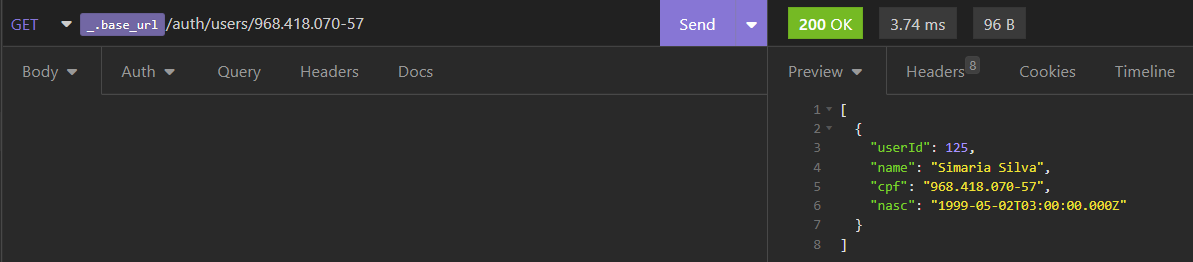 GET _.base_url /auth/users/968.418.070-57 Send 200 OK 3.74 ms 96 B
Body Auth Query Headers Docs Preview Headers 8 Cookies Timeline
1 [
2 {
3 "userId": 125,
4 "name": "Simaria Silva",
5 "cpf": "968.418.070-57",
6 "nasc": "1999-05-02T03:00:00.000Z"
7 }
8 ]